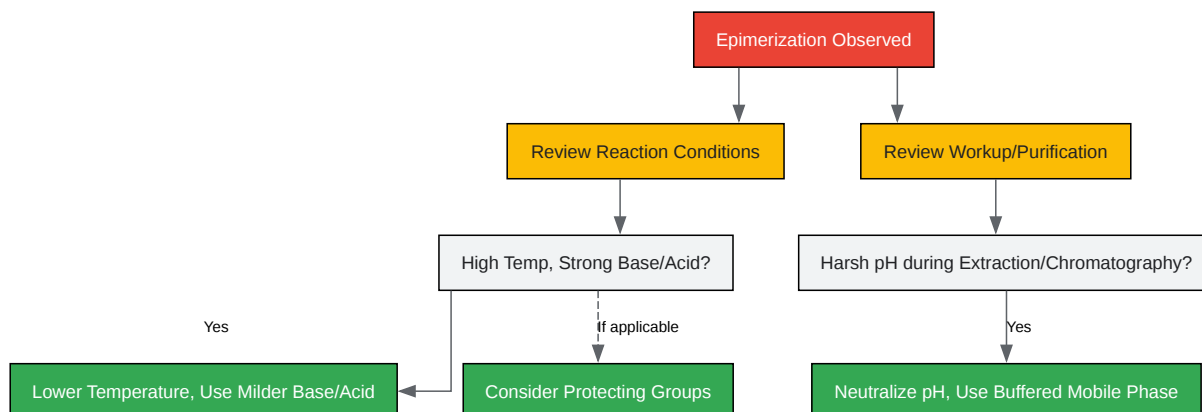 Epimerization Observed
Review Reaction Conditions
Review Workup/Purification
High Temp, Strong Base/Acid?
Harsh pH during Extraction/Chromatography?
Yes
If applicable
Yes
Lower Temperature, Use Milder Base/Acid
Consider Protecting Groups
Neutralize pH, Use Buffered Mobile Phase